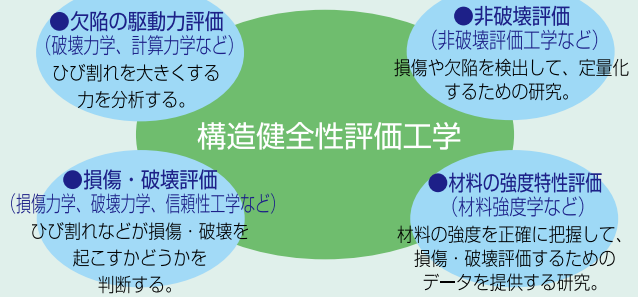 ●欠陥の駆動力評価
(破壊力学、計算力学など)
ひび割れを大きくする
力を分析する。
●非破壊評価
(非破壊評価工学など)
損傷や欠陥を検出して、定量化
するための研究。
構造健全性評価工学
●損傷・破壊評価
(損傷力学、破壊力学、信頼性工学など)
ひび割れなどが損傷・破壊を
起こすかどうかを
判断する。
●材料の強度特性評価
(材料強度学など)
材料の強度を正確に把握して、
損傷・破壊評価するための
データを提供する研究。